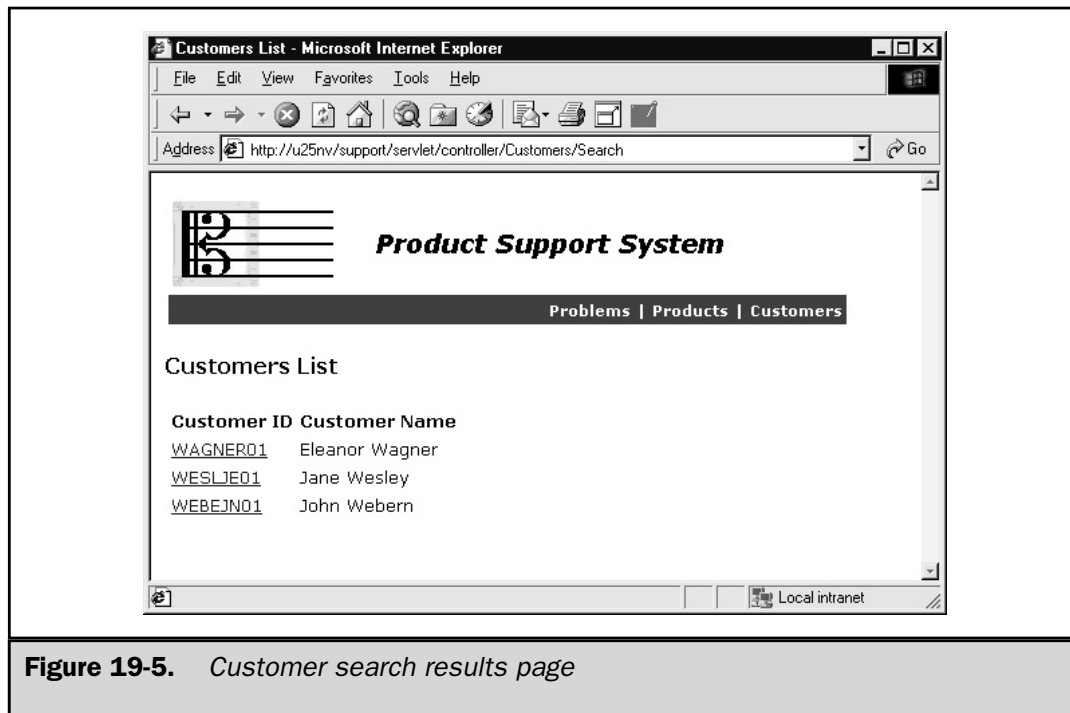 Customers List - Microsoft Internet Explorer
File Edit View Favorites Tools Help
Address http://u25nv/support/servlet/controller/Customers/Search Go
Product Support System
Problems | Products | Customers
Customers List
Customer ID Customer Name
WAGNER01 Eleanor Wagner
WESLJE01 Jane Wesley
WEBEJN01 John Webern
Local intranet
Figure 19-5. Customer search results page